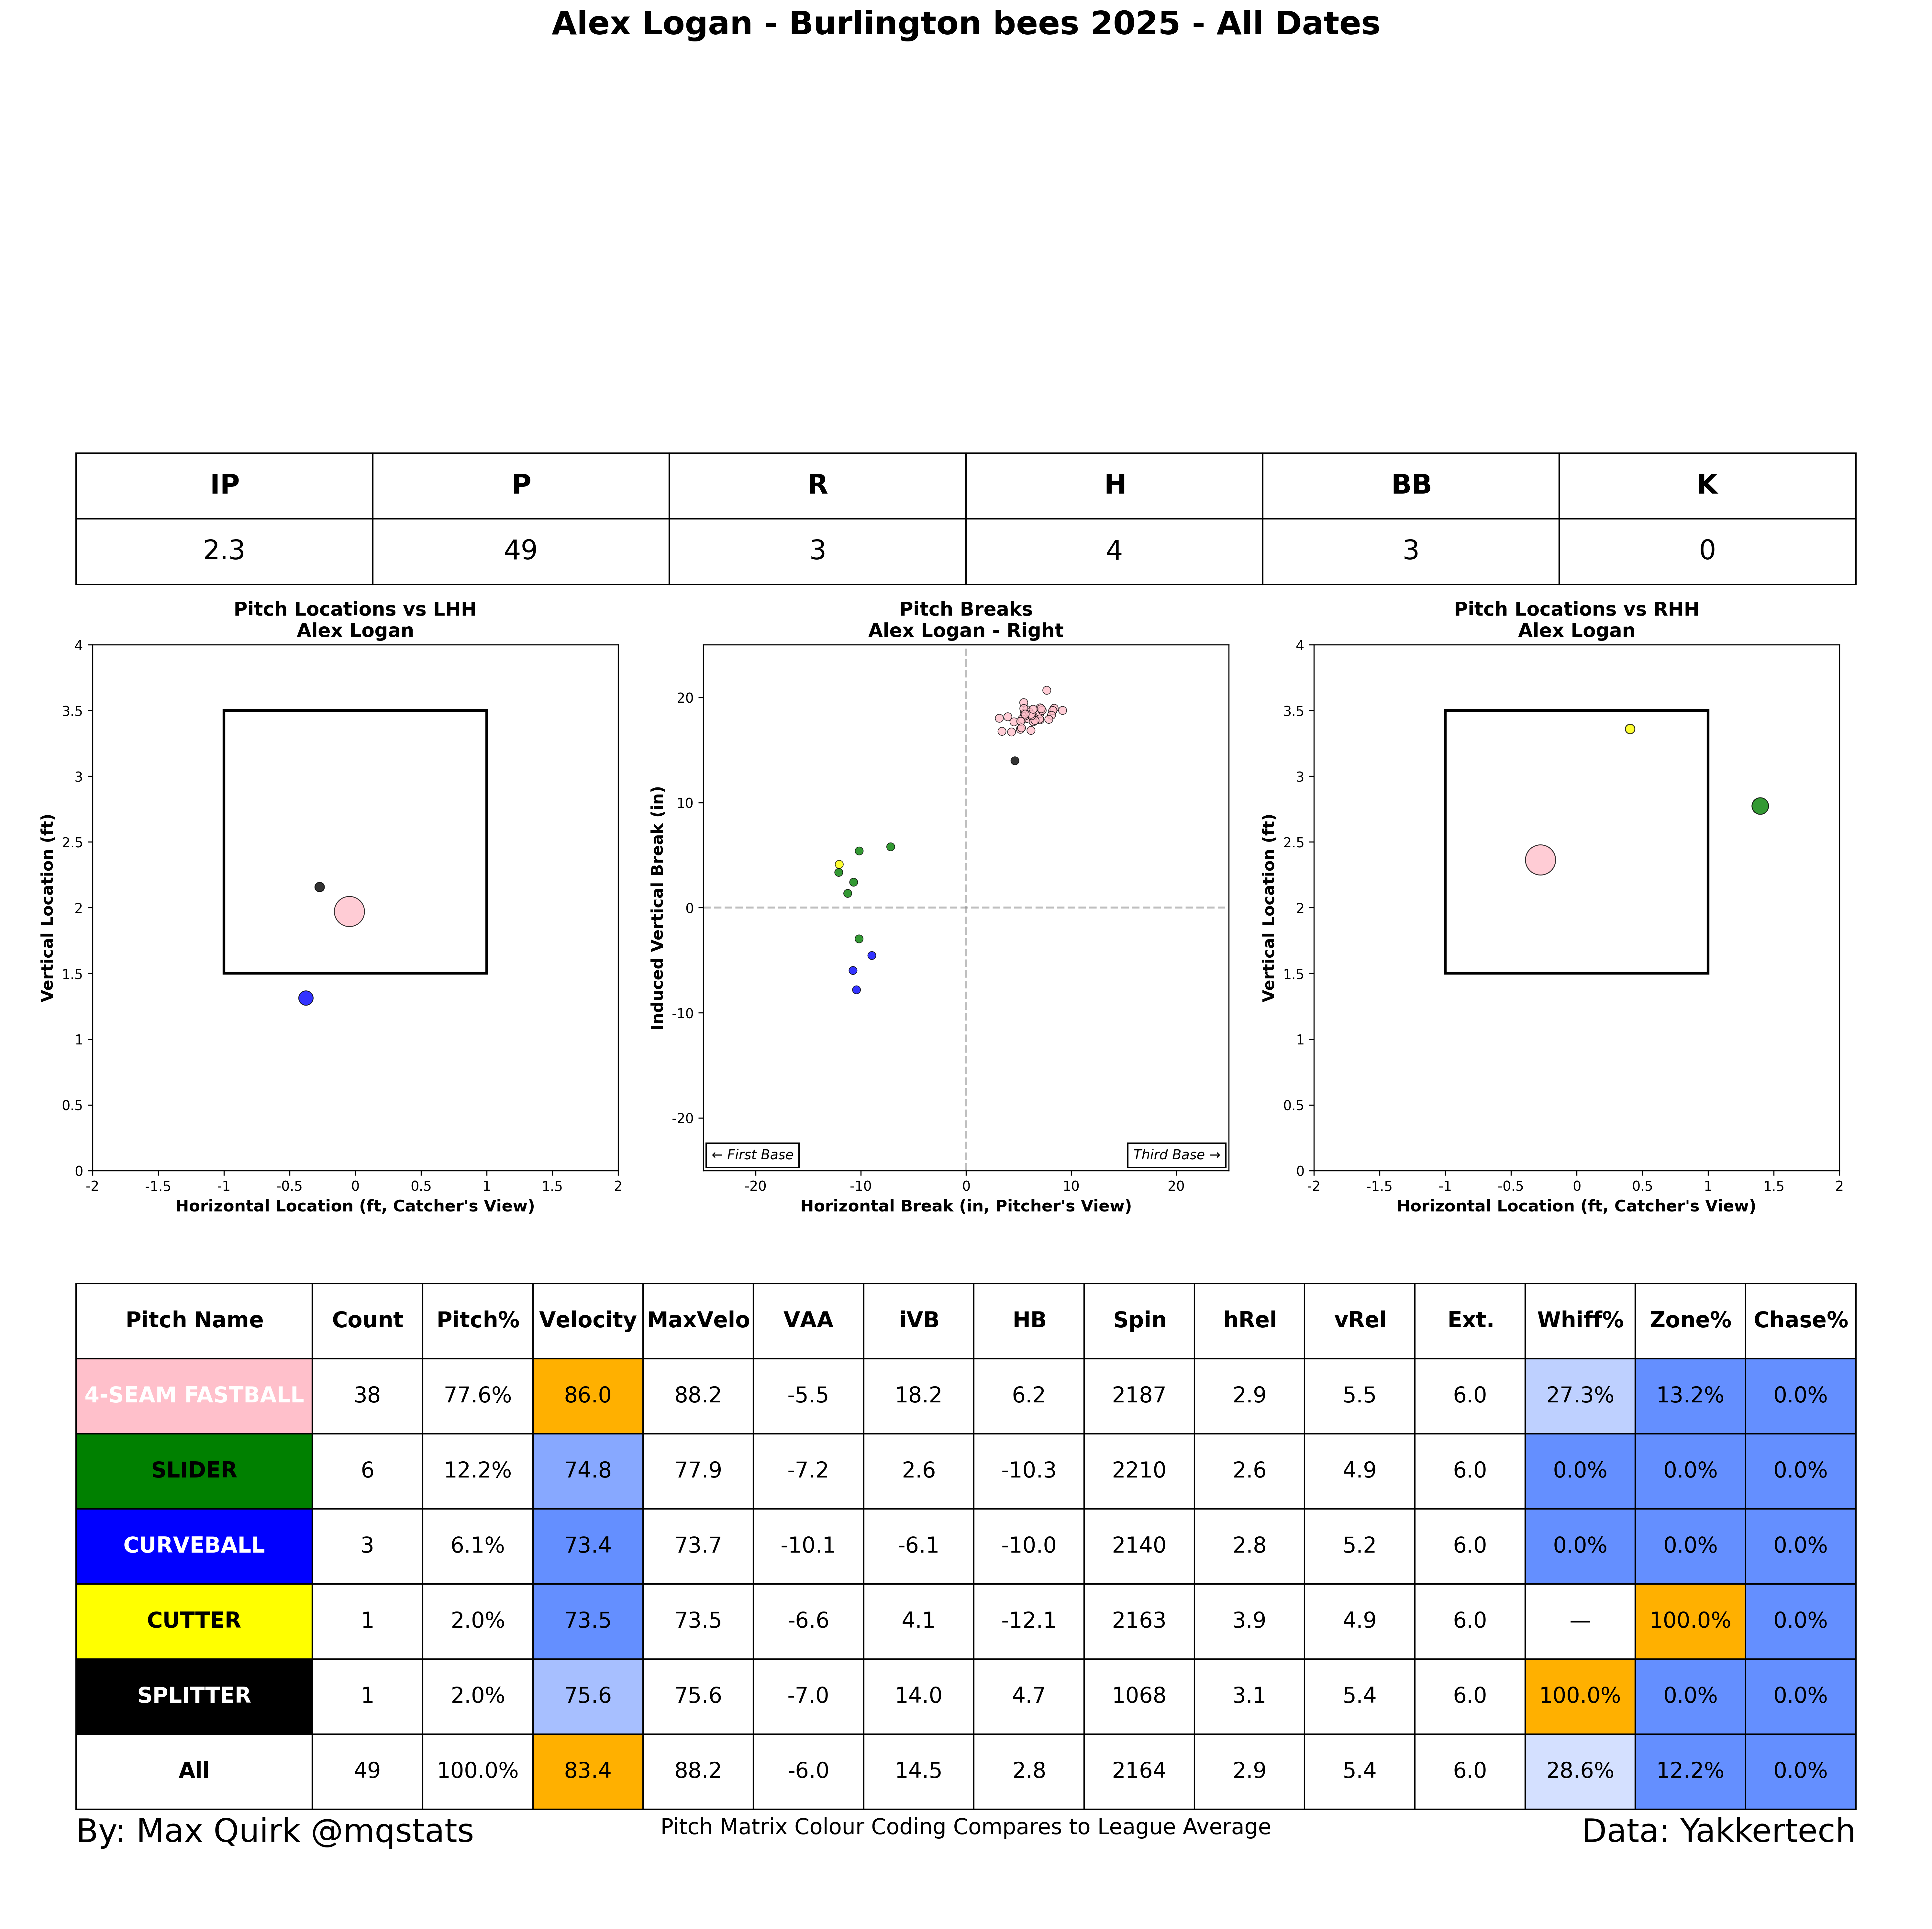 Alex Logan - Burlington bees 2025 - All Dates
IP P R H BB K
2.3 49 3 4 3 0
Pitch Locations vs LHH
Alex Logan
4
3.5
3
2.5
2
1.5
1
0.5
0
-2 -1.5 -1 -0.5 0 0.5 1 1.5 2
Vertical Location (ft)
Horizontal Location (ft, Catcher's View)
Pitch Breaks
Alex Logan - Right
20
10
0
-10
-20
← First Base
Third Base →
-20 -10 0 10 20
Induced Vertical Break (in)
Horizontal Break (in, Pitcher's View)
Pitch Locations vs RHH
Alex Logan
4
3.5
3
2.5
2
1.5
1
0.5
0
-2 -1.5 -1 -0.5 0 0.5 1 1.5 2
Vertical Location (ft)
Horizontal Location (ft, Catcher's View)
Pitch Name Count Pitch% Velocity MaxVelo VAA iVB HB Spin hRel vRel Ext. Whiff% Zone% Chase%
4-SEAM FASTBALL 38 77.6% 86.0 88.2 -5.5 18.2 6.2 2187 2.9 5.5 6.0 27.3% 13.2% 0.0%
SLIDER 6 12.2% 74.8 77.9 -7.2 2.6 -10.3 2210 2.6 4.9 6.0 0.0% 0.0% 0.0%
CURVEBALL 3 6.1% 73.4 73.7 -10.1 -6.1 -10.0 2140 2.8 5.2 6.0 0.0% 0.0% 0.0%
CUTTER 1 2.0% 73.5 73.5 -6.6 4.1 -12.1 2163 3.9 4.9 6.0 — 100.0% 0.0%
SPLITTER 1 2.0% 75.6 75.6 -7.0 14.0 4.7 1068 3.1 5.4 6.0 100.0% 0.0% 0.0%
All 49 100.0% 83.4 88.2 -6.0 14.5 2.8 2164 2.9 5.4 6.0 28.6% 12.2% 0.0%
By: Max Quirk @mqstats
Pitch Matrix Colour Coding Compares to League Average
Data: Yakkertech